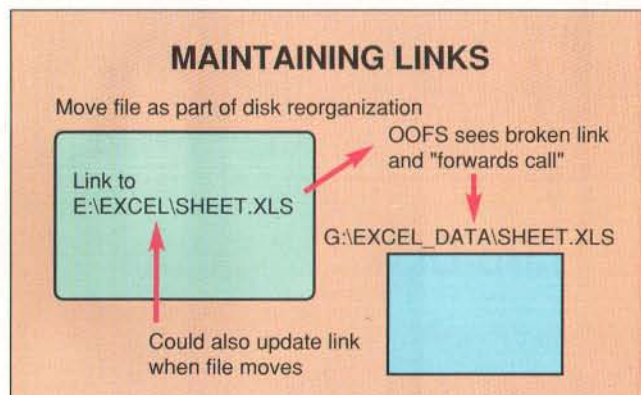 MAINTAINING LINKS
Move file as part of disk reorganization
OOFS sees broken link
and "forwards call"
Link to
E:\EXCEL\SHEET.XLS
G:\EXCEL_DATA\SHEET.XLS
Could also update link
when file moves